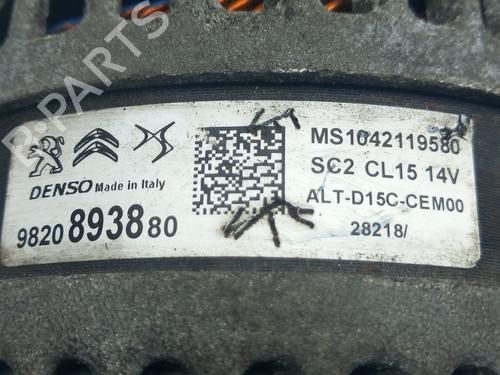 DENSO Made in Italy
9820893880
MS1042119580
SC2 CL15 14V
ALT-D15C-CEM00
28218/
B-PARTS